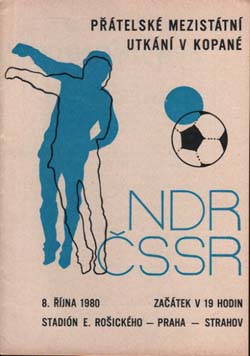 PŘÁTELSKÉ MEZISTÁTNÍ
UTKÁNÍ V KOPANÉ
NDR
ČSSR
8. ŘÍJNA 1980 ZAČÁTEK V 19 HODIN
STADIÓN E. ROŠICKÉHO — PRAHA — STRAHOV